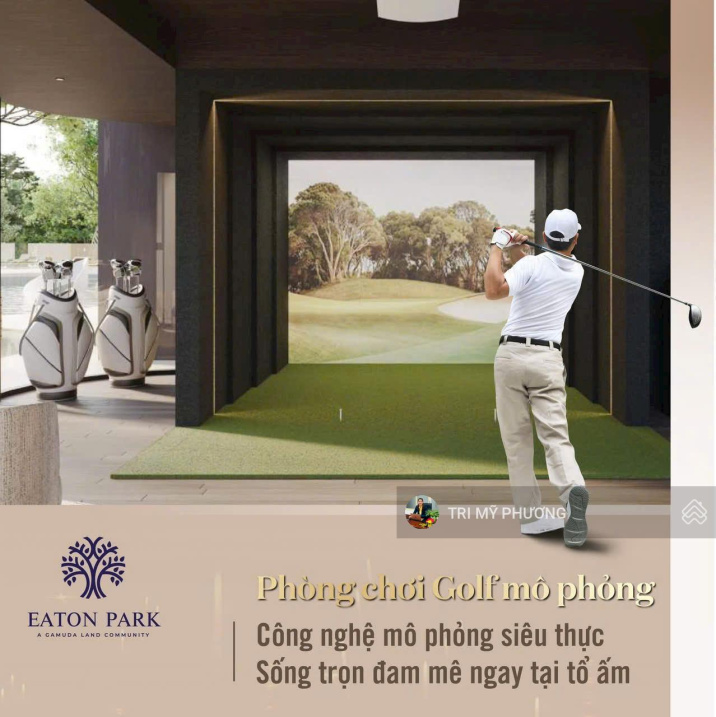 TRI MỸ PHƯƠNG
Phòng chơi Golf mô phỏng
EATON PARK
A GAMUDA LAND COMMUNITY
Công nghệ mô phỏng siêu thực
Sống trọn đam mê ngay tại tổ ấm